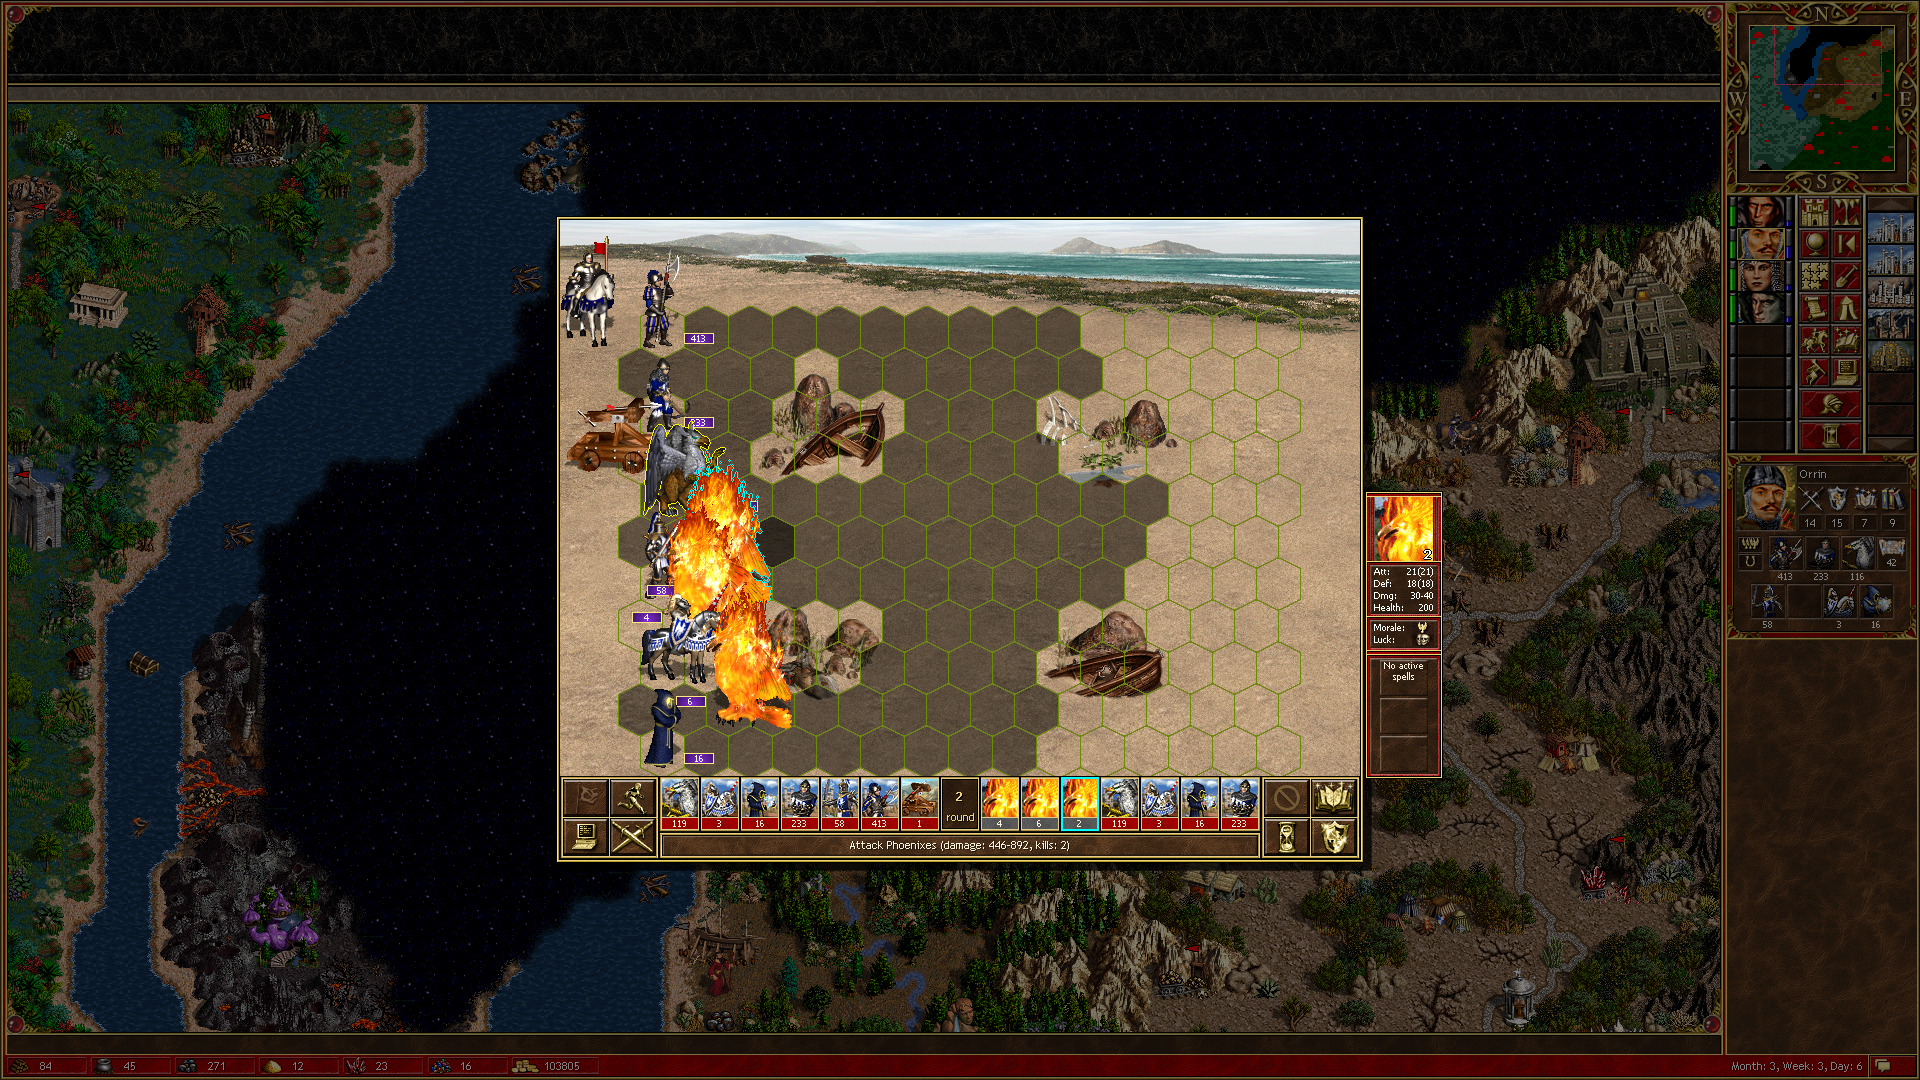 N
W
E
S
413
233
58
4
6
16
2
Att: 21(21)
Def: 18(18)
Dmg: 30-40
Health: 200
Morale:
Luck:
No active
spells
Orrin
14 15 7 9
42
413 233 116
58 3 16
119 3 16 233 58 413 1
2
round
4 6 2 119 3 16 233
Attack Phoenixes (damage: 446-892, kills: 2)
84 45 271 12 23 16 103805
Month: 3, Week: 3, Day: 6